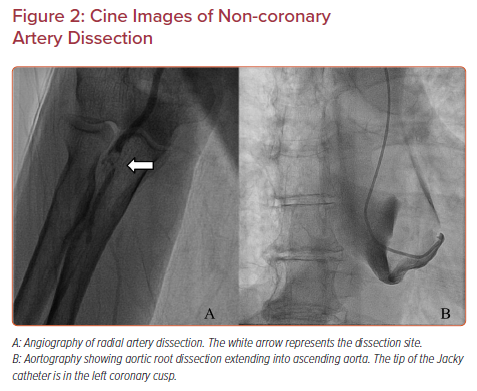 Figure 2: Cine Images of Non-coronary
Artery Dissection
A
B
A: Angiography of radial artery dissection. The white arrow represents the dissection site.
B: Aortography showing aortic root dissection extending into ascending aorta. The tip of the Jacky
catheter is in the left coronary cusp.